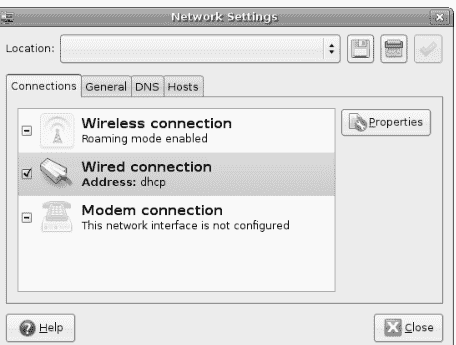 Network Settings
Location:
Connections General DNS Hosts
Wireless connection
Roaming mode enabled
Properties
Wired connection
Address: dhcp
Modem connection
This network interface is not configured
Help
Close